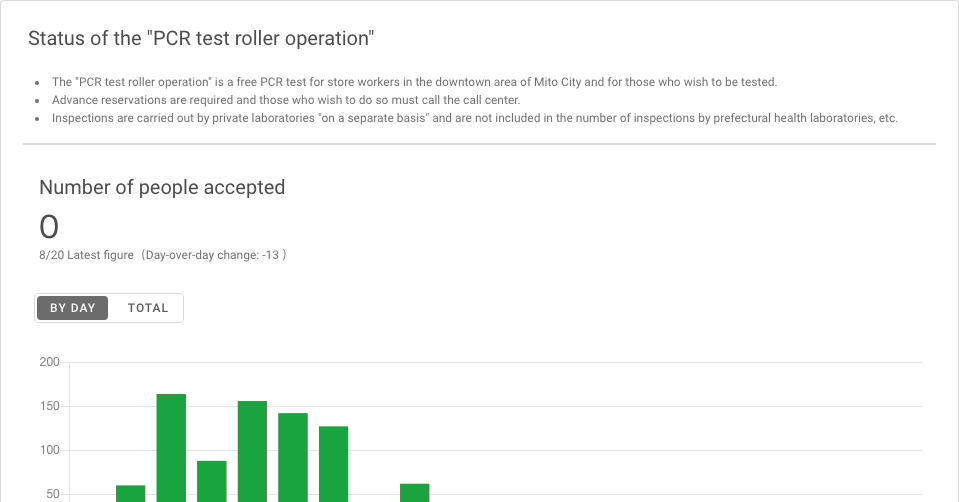 Status of the "PCR test roller operation"
The "PCR test roller operation" is a free PCR test for store workers in the downtown area of Mito City and for those who wish to be tested.
Advance reservations are required and those who wish to do so must call the call center.
Inspections are carried out by private laboratories "on a separate basis" and are not included in the number of inspections by prefectural health laboratories, etc.
Number of people accepted
0
8/20 Latest figure（Day-over-day change: -13 ）
BY DAY TOTAL
200
150
100
50